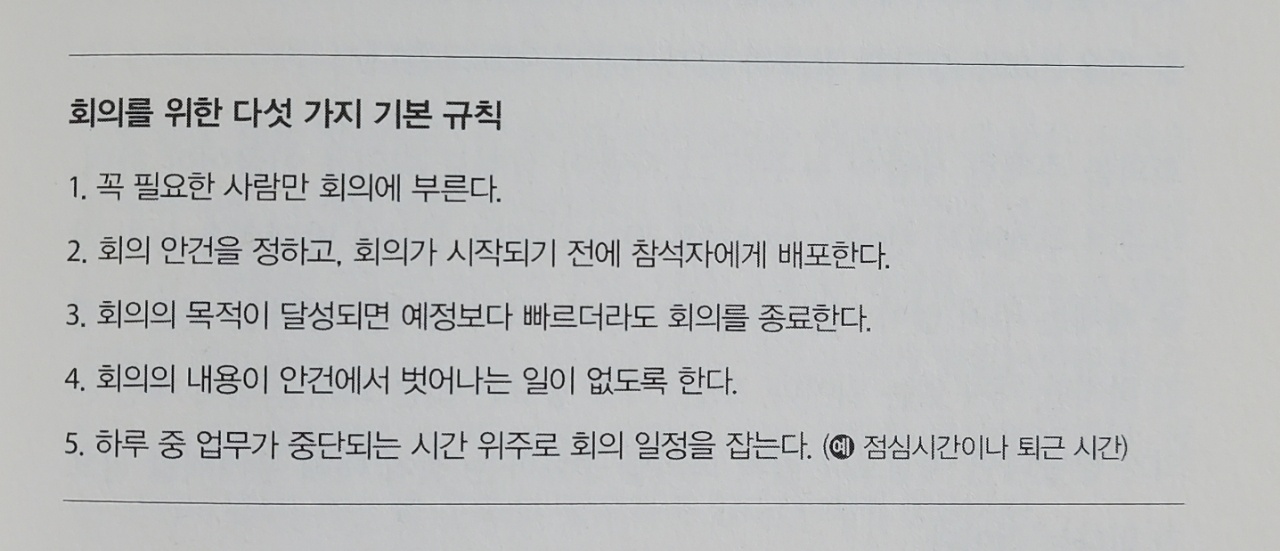 회의를 위한 다섯 가지 기본 규칙
1. 꼭 필요한 사람만 회의에 부른다.
2. 회의 안건을 정하고, 회의가 시작되기 전에 참석자에게 배포한다.
3. 회의의 목적이 달성되면 예정보다 빠르더라도 회의를 종료한다.
4. 회의의 내용이 안건에서 벗어나는 일이 없도록 한다.
5. 하루 중 업무가 중단되는 시간 위주로 회의 일정을 잡는다. (예 점심시간이나 퇴근 시간)